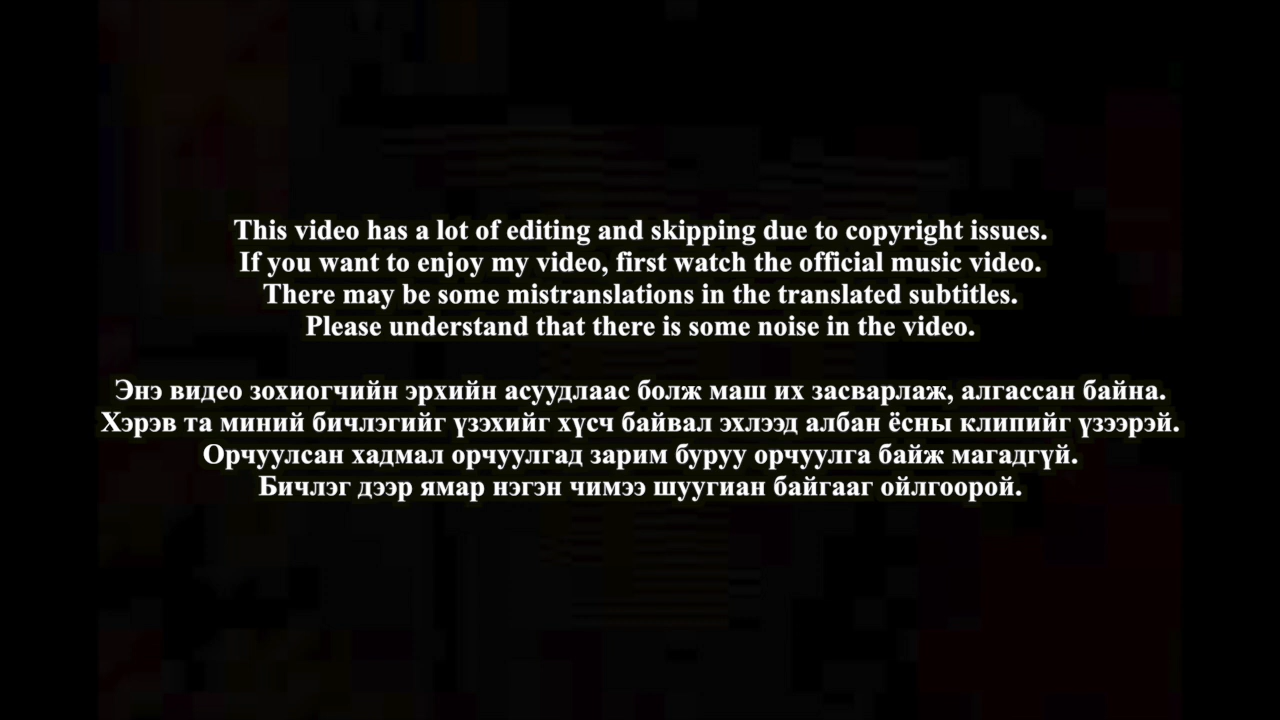 This video has a lot of editing and skipping due to copyright issues.
If you want to enjoy my video, first watch the official music video.
There may be some mistranslations in the translated subtitles.
Please understand that there is some noise in the video.
Энэ видео зохиогчийн эрхийн асуудлаас болж маш их засварлаж, алгассан байна.
Хэрэв та миний бичлэгийг үзэхийг хүсч байвал эхлээд албан ёсны клипийг үзээрэй.
Орчуулсан хадмал орчуулгад зарим буруу орчуулга байж магадгүй.
Бичлэг дээр ямар нэгэн чимээ шуугиан байгааг ойлгоорой.